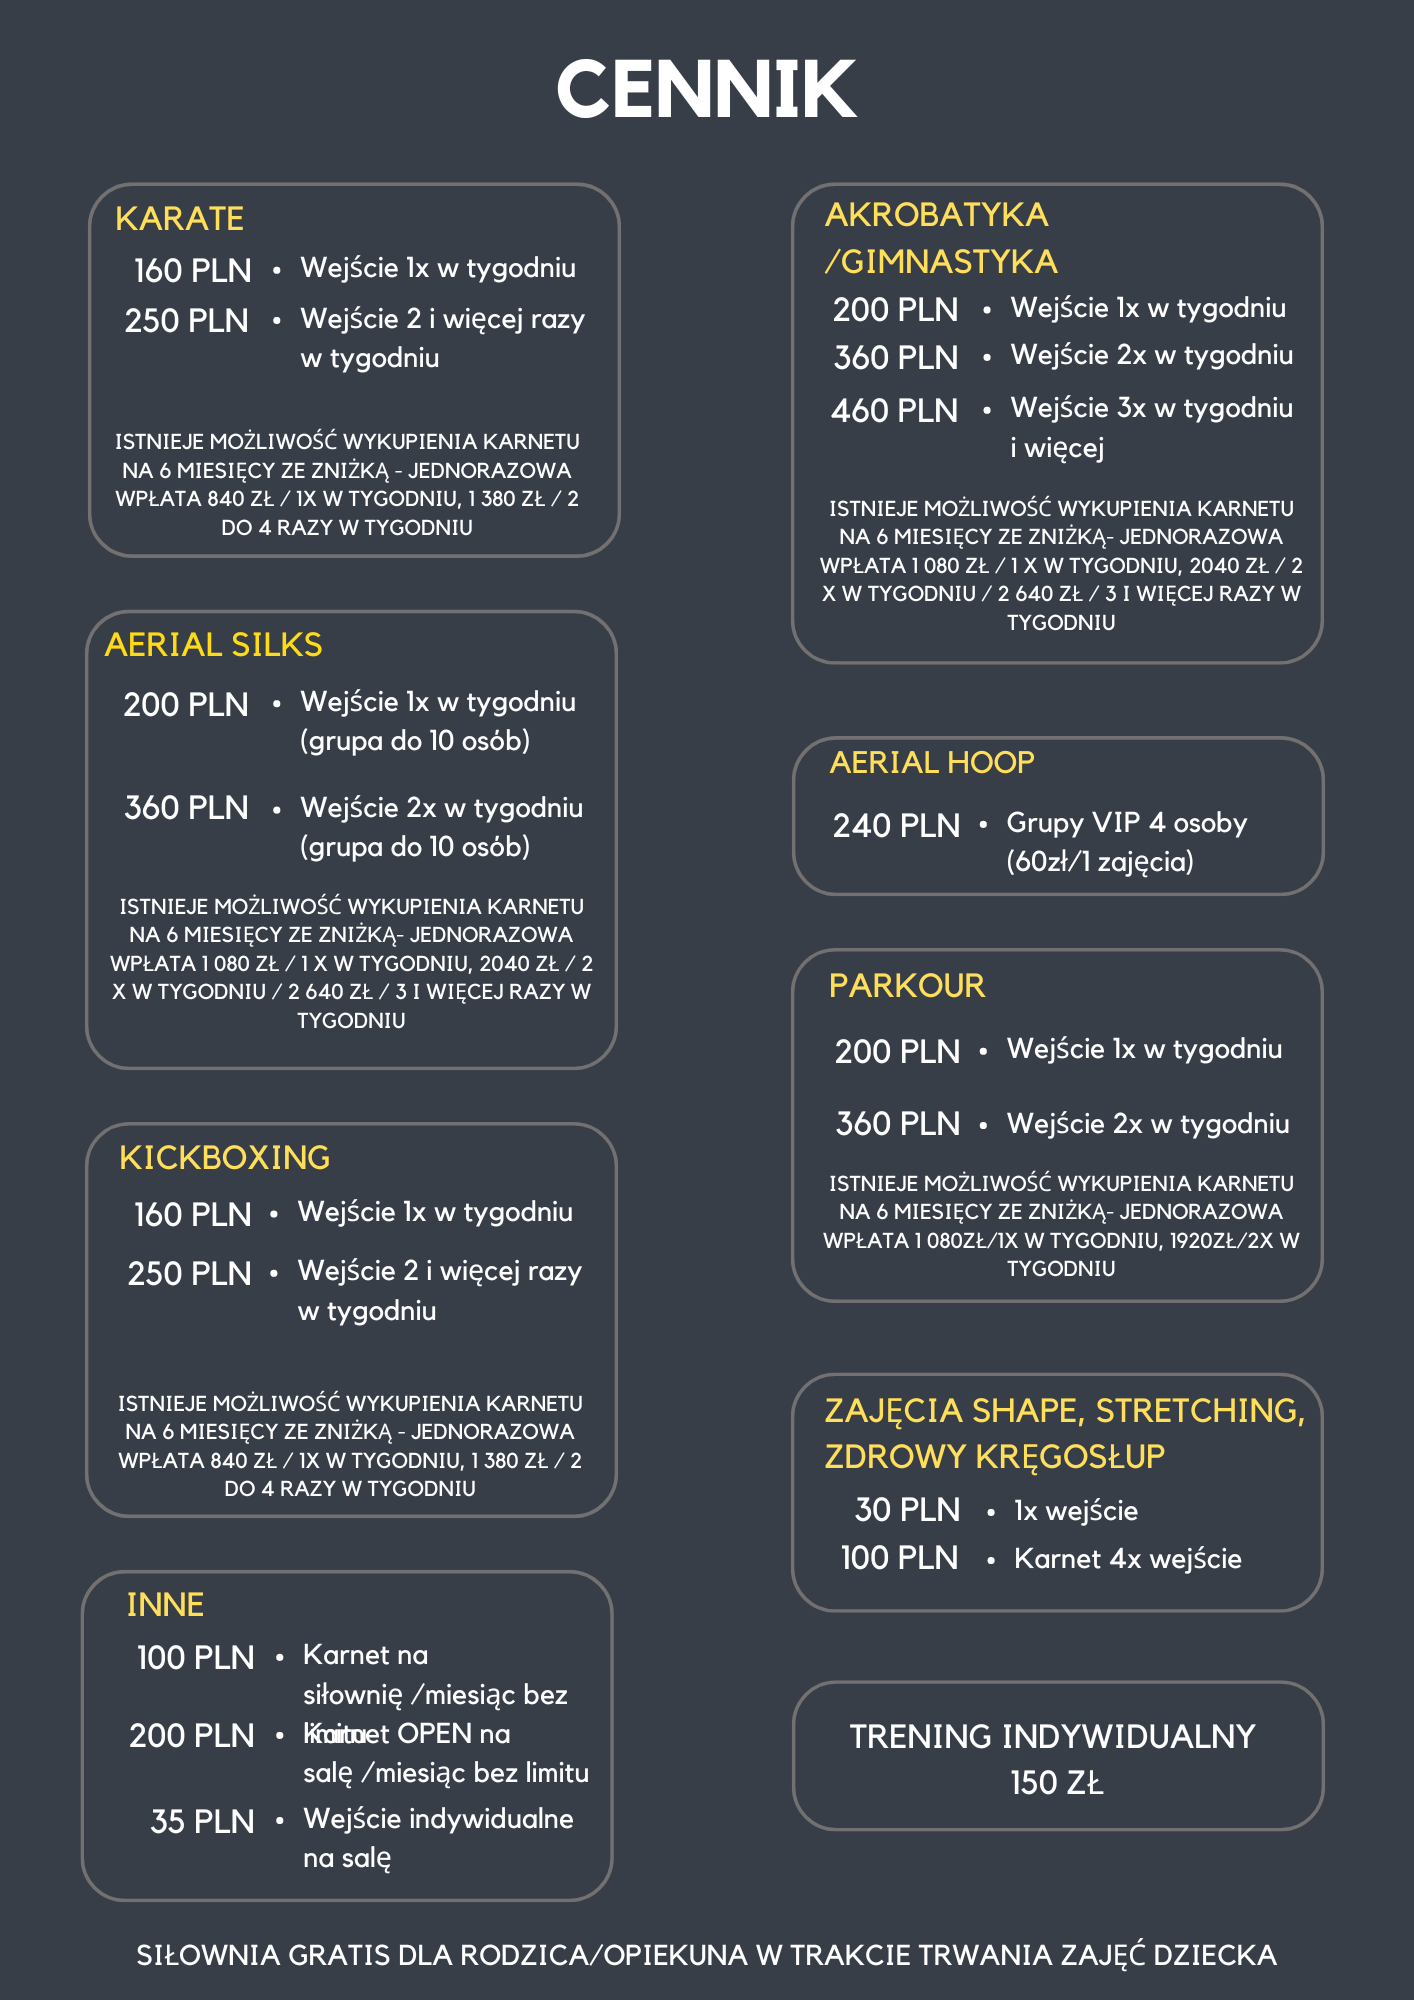 CENNIK
KARATE
160 PLN • Wejście 1x w tygodniu
250 PLN • Wejście 2 i więcej razy
w tygodniu
ISTNIEJE MOŻLIWOŚĆ WYKUPIENIA KARNETU
NA 6 MIESIĘCY ZE ZNIŻKĄ - JEDNORAZOWA
WPŁATA 840 ZŁ / 1X W TYGODNIU, 1 380 ZŁ / 2
DO 4 RAZY W TYGODNIU
AERIAL SILKS
200 PLN • Wejście 1x w tygodniu
(grupa do 10 osób)
360 PLN • Wejście 2x w tygodniu
(grupa do 10 osób)
ISTNIEJE MOŻLIWOŚĆ WYKUPIENIA KARNETU
NA 6 MIESIĘCY ZE ZNIŻKĄ- JEDNORAZOWA
WPŁATA 1 080 ZŁ / 1 X W TYGODNIU, 2040 ZŁ / 2
X W TYGODNIU / 2 640 ZŁ / 3 I WIĘCEJ RAZY W
TYGODNIU
KICKBOXING
160 PLN • Wejście 1x w tygodniu
250 PLN • Wejście 2 i więcej razy
w tygodniu
ISTNIEJE MOŻLIWOŚĆ WYKUPIENIA KARNETU
NA 6 MIESIĘCY ZE ZNIŻKĄ - JEDNORAZOWA
WPŁATA 840 ZŁ / 1X W TYGODNIU, 1 380 ZŁ / 2
DO 4 RAZY W TYGODNIU
INNE
100 PLN • Karnet na
siłownię /miesiąc bez
limitu
200 PLN • Karnet OPEN na
salę /miesiąc bez limitu
35 PLN • Wejście indywidualne
na salę
AKROBATYKA
/GIMNASTYKA
200 PLN • Wejście 1x w tygodniu
360 PLN • Wejście 2x w tygodniu
460 PLN • Wejście 3x w tygodniu
i więcej
ISTNIEJE MOŻLIWOŚĆ WYKUPIENIA KARNETU
NA 6 MIESIĘCY ZE ZNIŻKĄ- JEDNORAZOWA
WPŁATA 1 080 ZŁ / 1 X W TYGODNIU, 2040 ZŁ / 2
X W TYGODNIU / 2 640 ZŁ / 3 I WIĘCEJ RAZY W
TYGODNIU
AERIAL HOOP
240 PLN • Grupy VIP 4 osoby
(60zł/1 zajęcia)
PARKOUR
200 PLN • Wejście 1x w tygodniu
360 PLN • Wejście 2x w tygodniu
ISTNIEJE MOŻLIWOŚĆ WYKUPIENIA KARNETU
NA 6 MIESIĘCY ZE ZNIŻKĄ- JEDNORAZOWA
WPŁATA 1 080ZŁ/1X W TYGODNIU, 1920ZŁ/2X W
TYGODNIU
ZAJĘCIA SHAPE, STRETCHING,
ZDROWY KRĘGOSŁUP
30 PLN • 1x wejście
100 PLN • Karnet 4x wejście
TRENING INDYWIDUALNY
150 ZŁ
SIŁOWNIA GRATIS DLA RODZICA/OPIEKUNA W TRAKCIE TRWANIA ZAJĘĆ DZIECKA